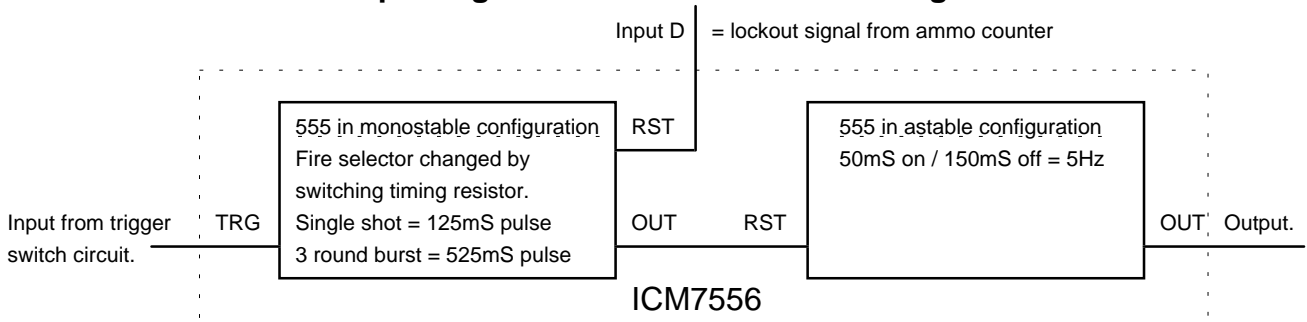 Input D = lockout signal from ammo counter
555 in monostable configuration
Fire selector changed by
switching timing resistor.
Single shot = 125mS pulse
3 round burst = 525mS pulse
RST
555 in astable configuration
50mS on / 150mS off = 5Hz
Input from trigger
switch circuit.
TRG
OUT
RST
OUT
Output.
ICM7556